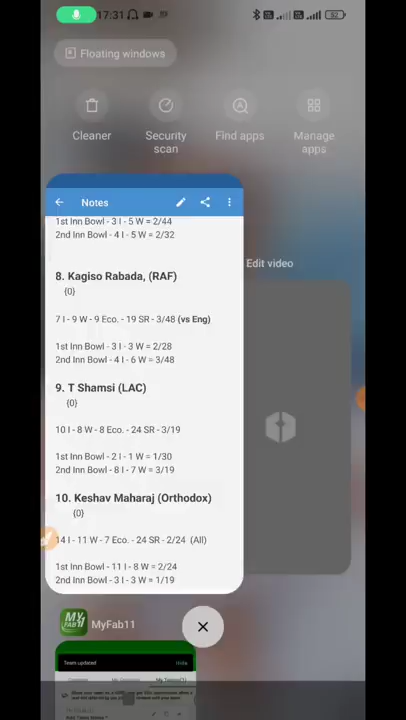 17:31
92
Floating windows
Cleaner
Security scan
Find apps
Manage apps
Notes
1st Inn Bowl - 3 I - 5 W = 2/44
2nd Inn Bowl - 4 I - 5 W = 2/32
8. Kagiso Rabada, (RAF)
{0}
7 I - 9 W - 9 Eco. - 19 SR - 3/48 (vs Eng)
1st Inn Bowl - 3 I - 3 W = 2/28
2nd Inn Bowl - 4 I - 6 W = 3/48
9. T Shamsi (LAC)
{0}
10 I - 8 W - 8 Eco. - 24 SR - 3/19
1st Inn Bowl - 2 I - 1 W = 1/30
2nd Inn Bowl - 8 I - 7 W = 3/19
10. Keshav Maharaj (Orthodox)
{0}
14 I - 11 W - 7 Eco. - 24 SR - 2/24 (All)
1st Inn Bowl - 11 I - 8 W = 2/24
2nd Inn Bowl - 3 I - 3 W = 1/19
Edit video
MY FAB11
MyFab11
Team updated